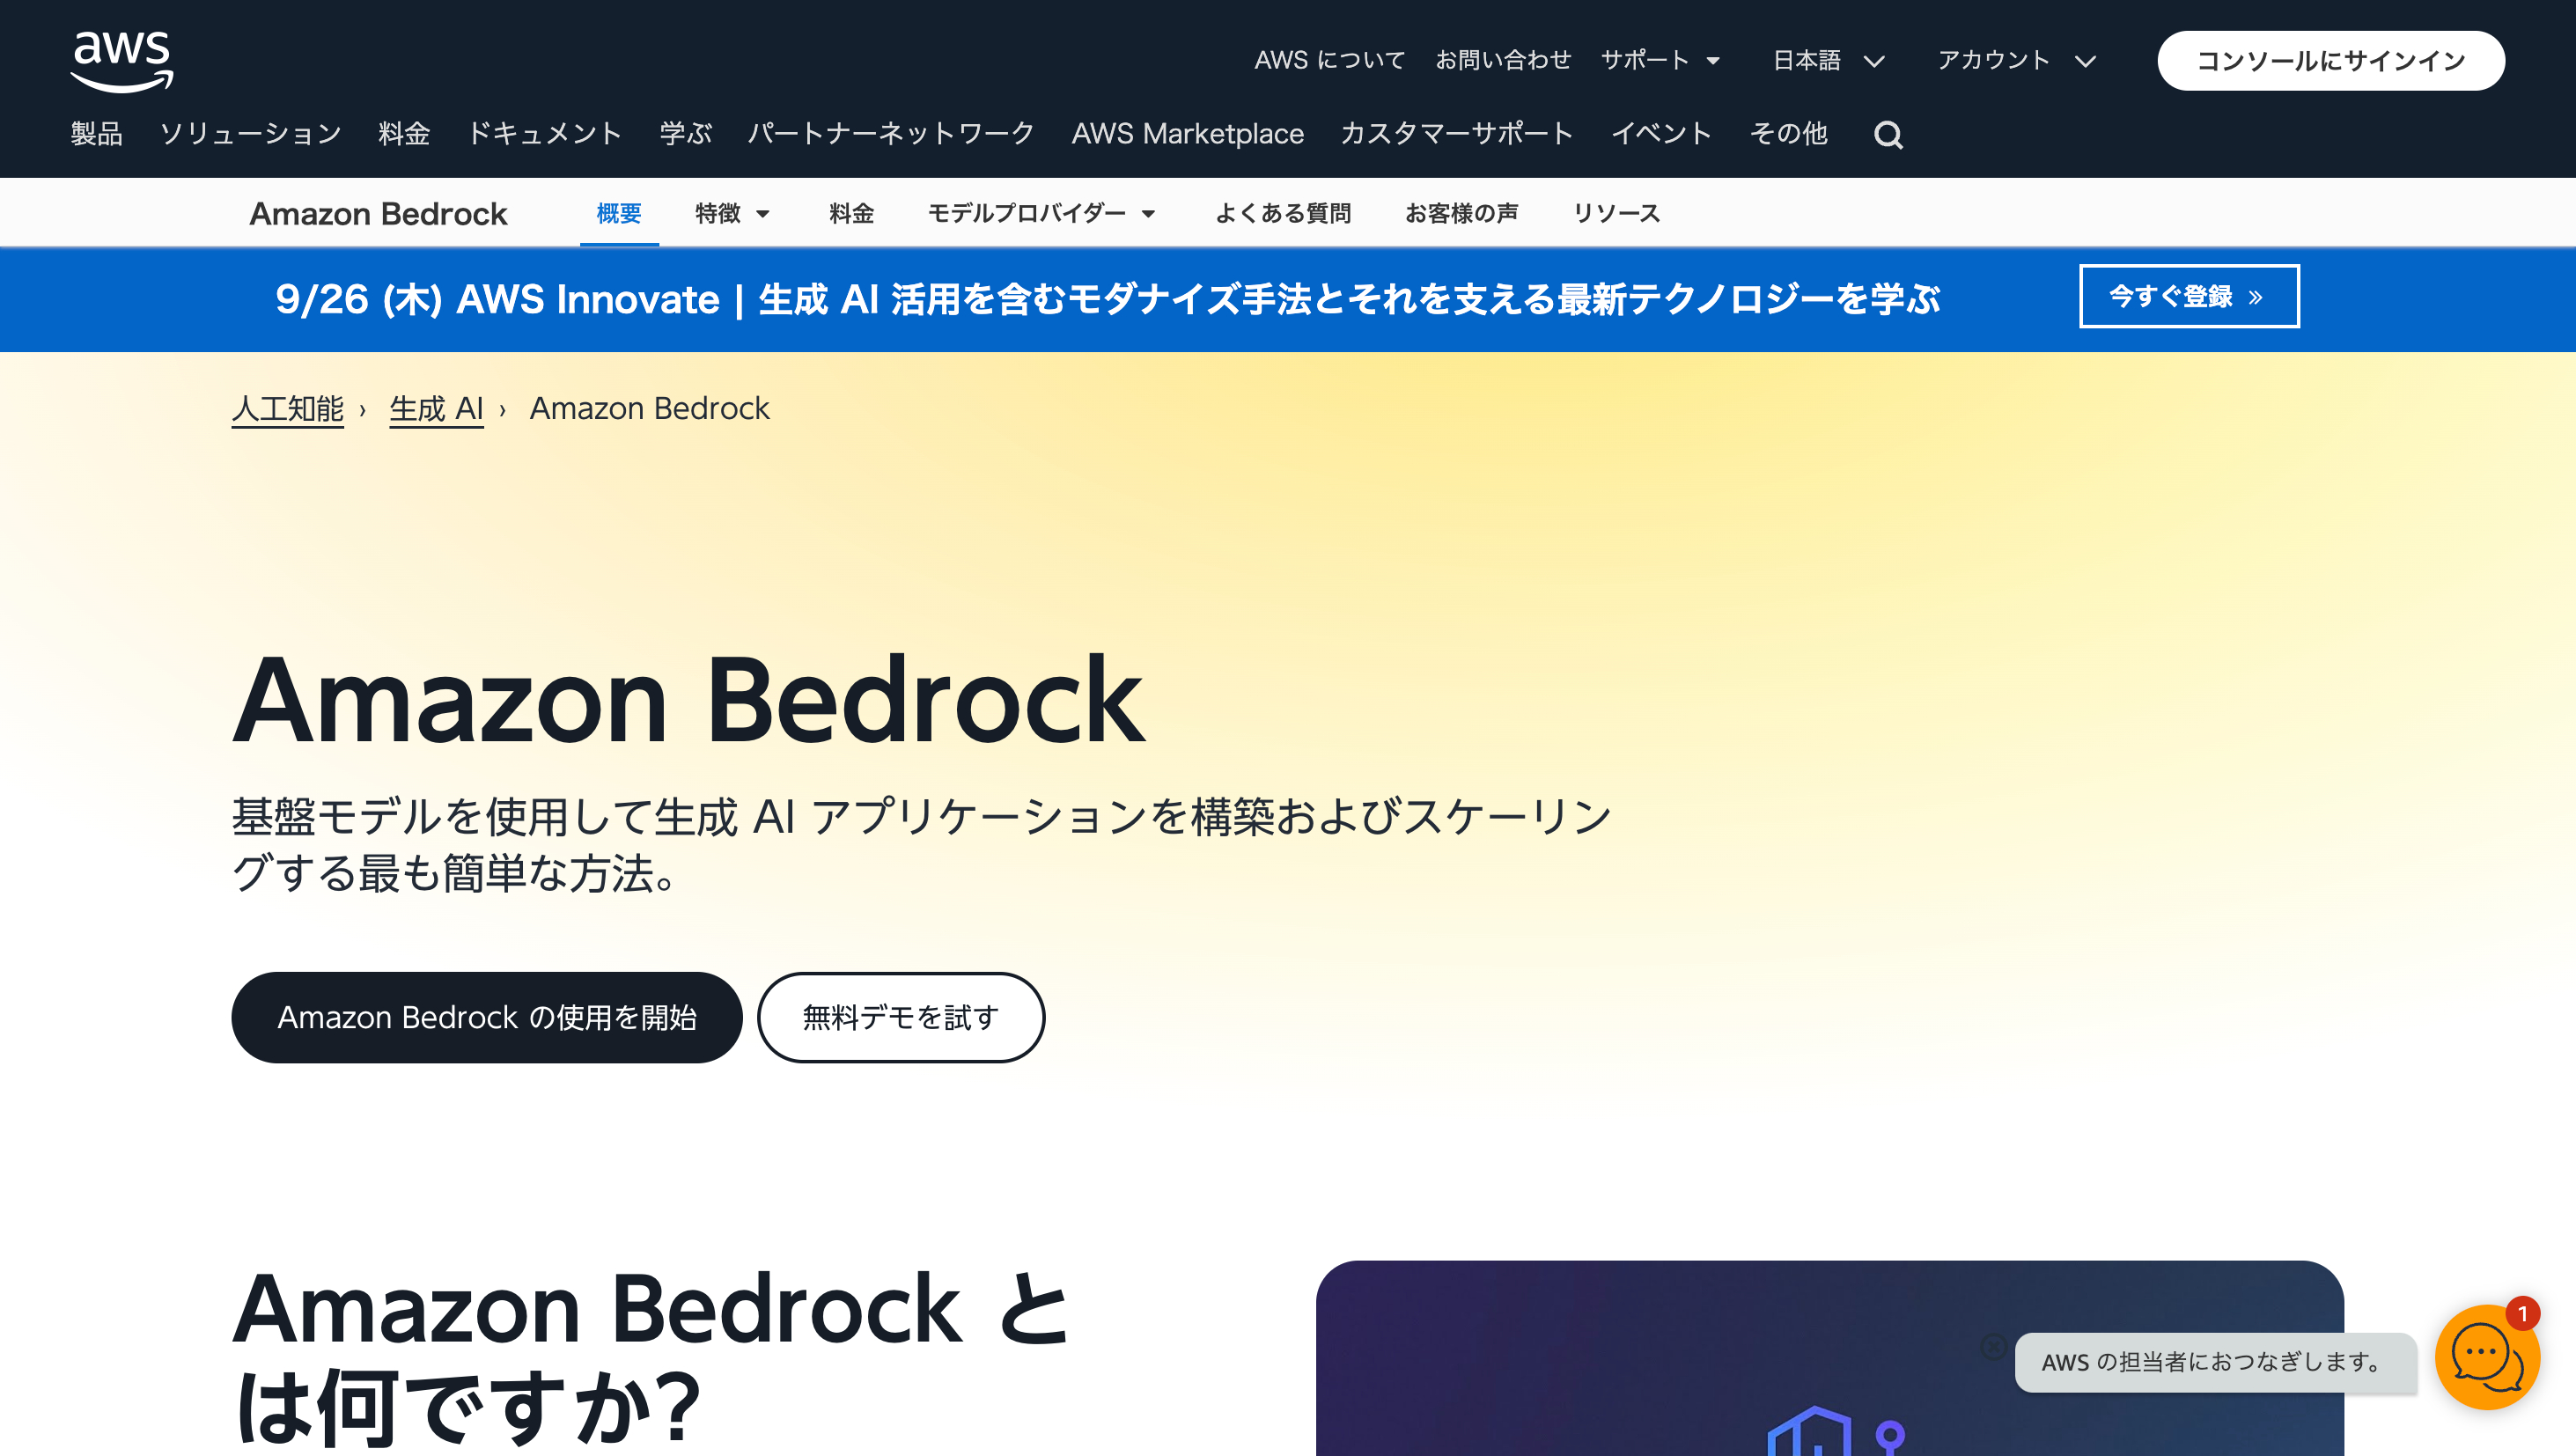 aws
AWS について お問い合わせ サポート 日本語 アカウント コンソールにサインイン
製品 ソリューション 料金 ドキュメント 学ぶ パートナーネットワーク AWS Marketplace カスタマーサポート イベント その他
Amazon Bedrock 概要 特徴 料金 モデルプロバイダー よくある質問 お客様の声 リソース
9/26 (木) AWS Innovate | 生成 AI 活用を含むモダナイズ手法とそれを支える最新テクノロジーを学ぶ 今すぐ登録 »
人工知能 › 生成 AI › Amazon Bedrock
Amazon Bedrock
基盤モデルを使用して生成 AI アプリケーションを構築およびスケーリン
グする最も簡単な方法。
Amazon Bedrock の使用を開始 無料デモを試す
Amazon Bedrock と
は何ですか?
AWS の担当者におつなぎします。
1